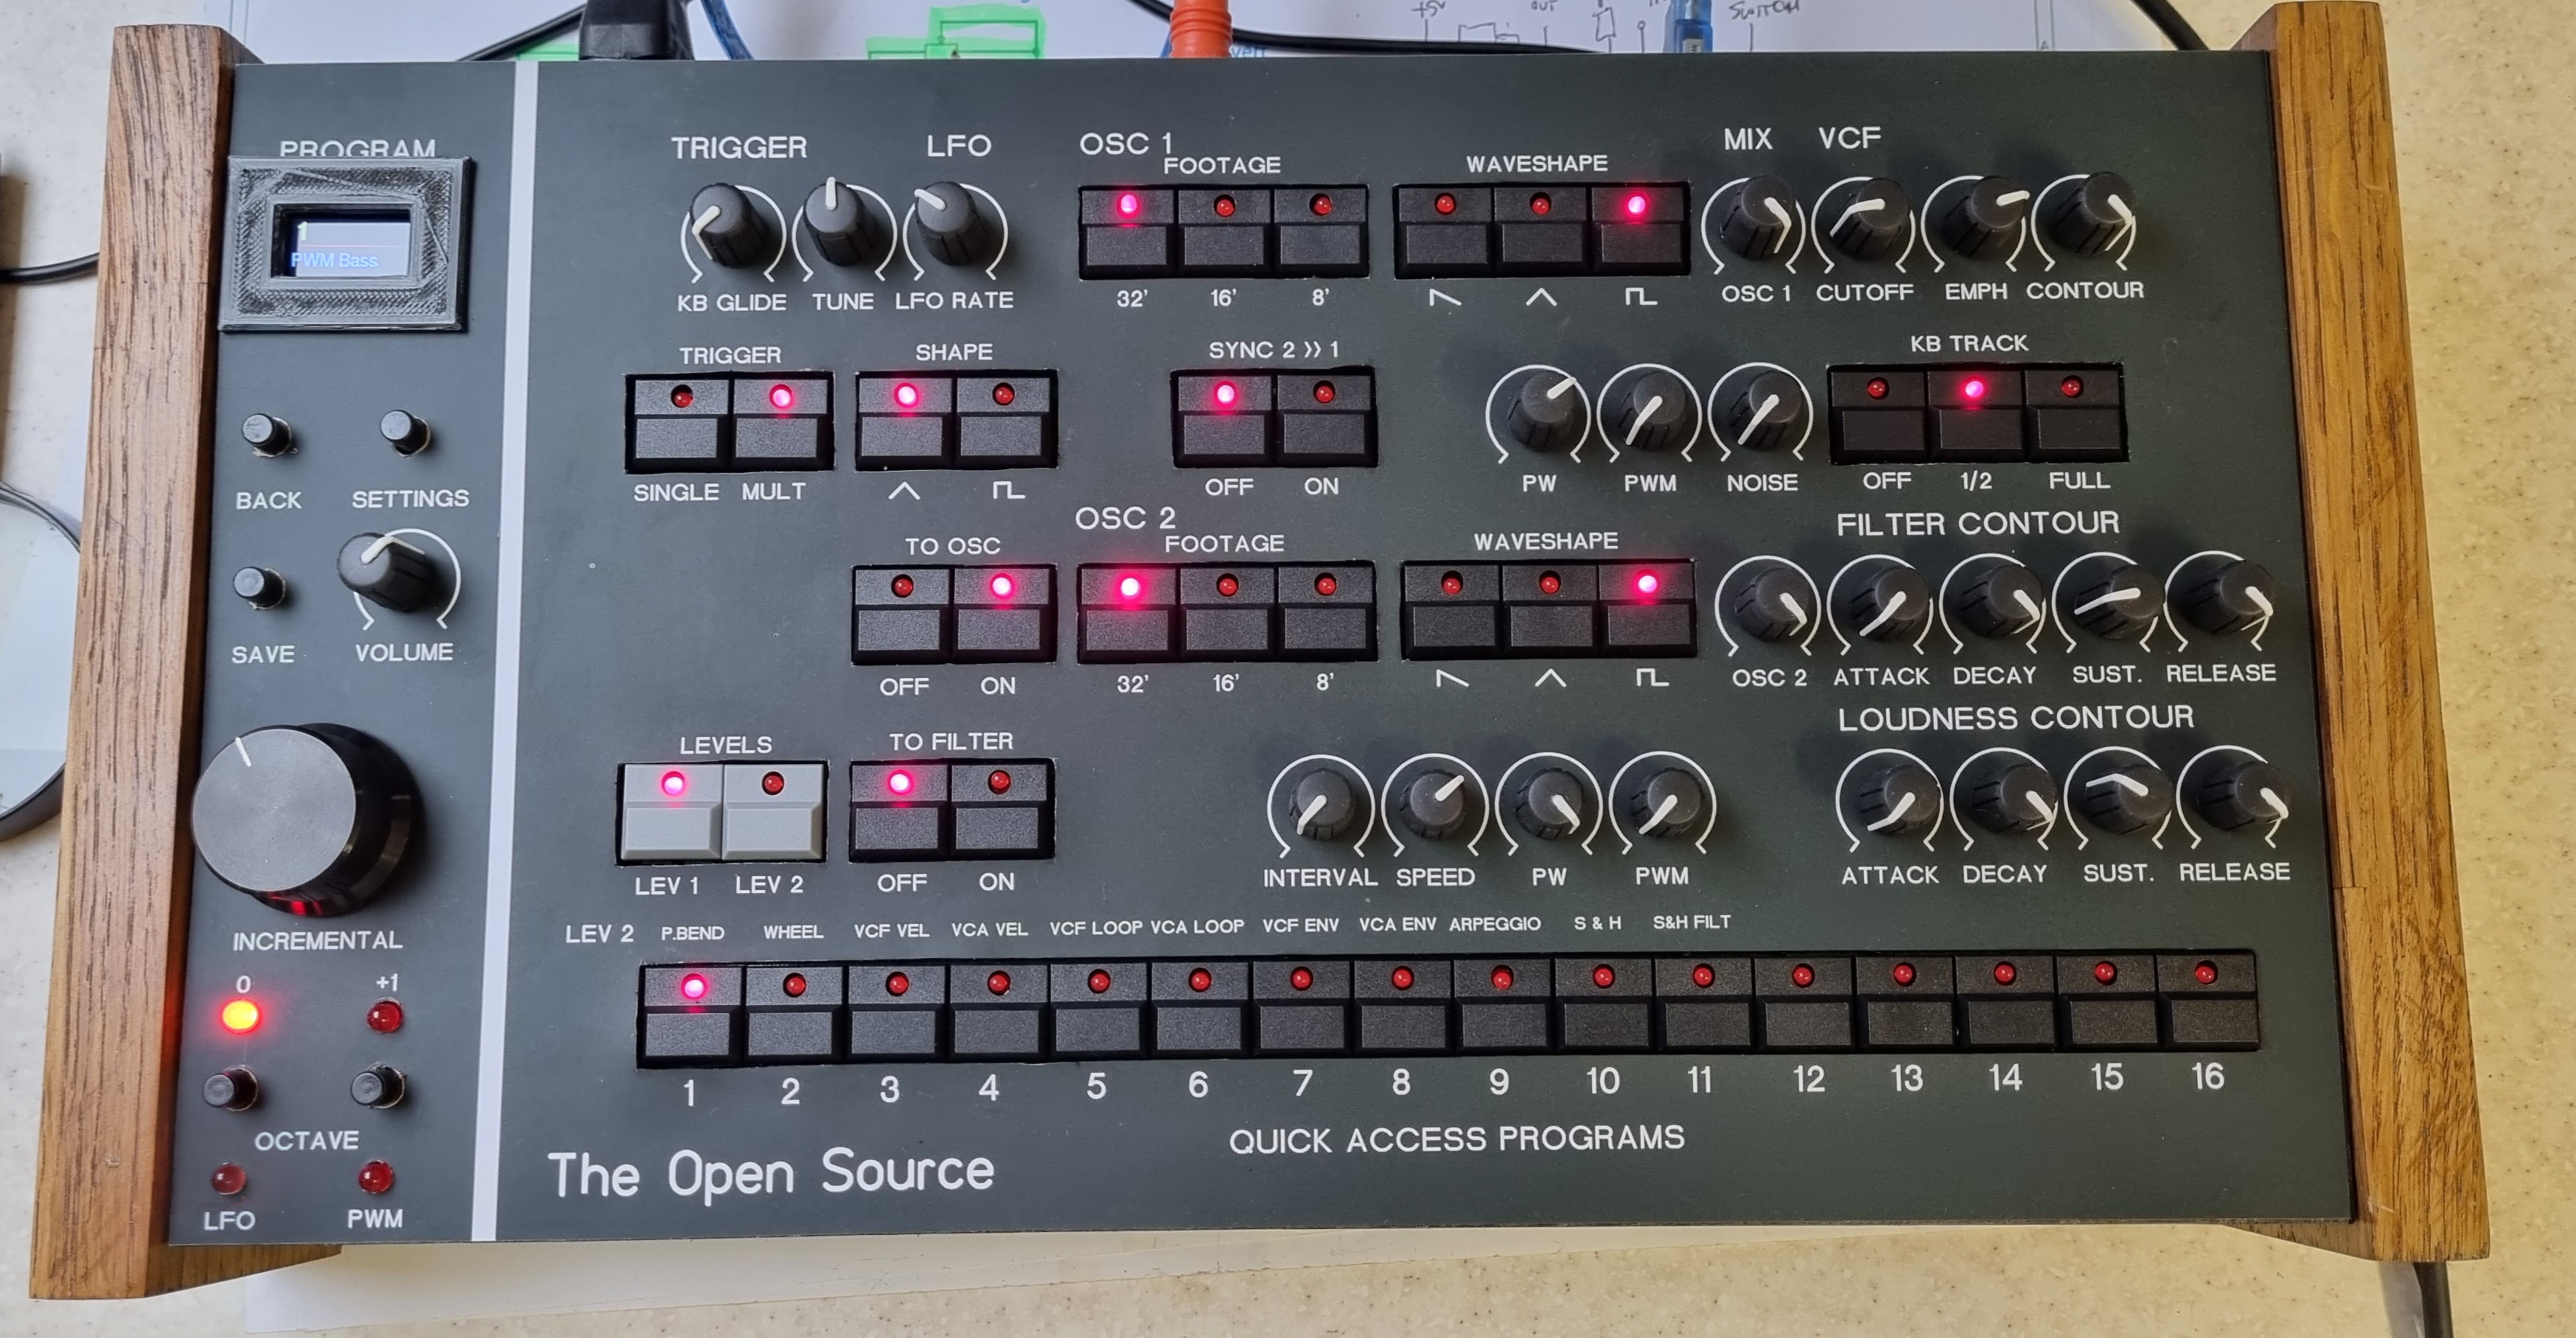 +5V OUT SWITCH
PROGRAM
1
PWM Bass
BACK SETTINGS
SAVE VOLUME
INCREMENTAL
0 +1
OCTAVE
LFO PWM
TRIGGER LFO OSC 1 MIX VCF
FOOTAGE WAVESHAPE
KB GLIDE TUNE LFO RATE 32' 16' 8' OSC 1 CUTOFF EMPH CONTOUR
TRIGGER SHAPE SYNC 2 >> 1 KB TRACK
SINGLE MULT OFF ON PW PWM NOISE OFF 1/2 FULL
OSC 2 FILTER CONTOUR
TO OSC FOOTAGE WAVESHAPE
OFF ON 32' 16' 8' OSC 2 ATTACK DECAY SUST. RELEASE
LOUDNESS CONTOUR
LEVELS TO FILTER
LEV 1 LEV 2 OFF ON INTERVAL SPEED PW PWM ATTACK DECAY SUST. RELEASE
LEV 2 P.BEND WHEEL VCF VEL VCA VEL VCF LOOP VCA LOOP VCF ENV VCA ENV ARPEGGIO S & H S&H FILT
1 2 3 4 5 6 7 8 9 10 11 12 13 14 15 16
QUICK ACCESS PROGRAMS
The Open Source